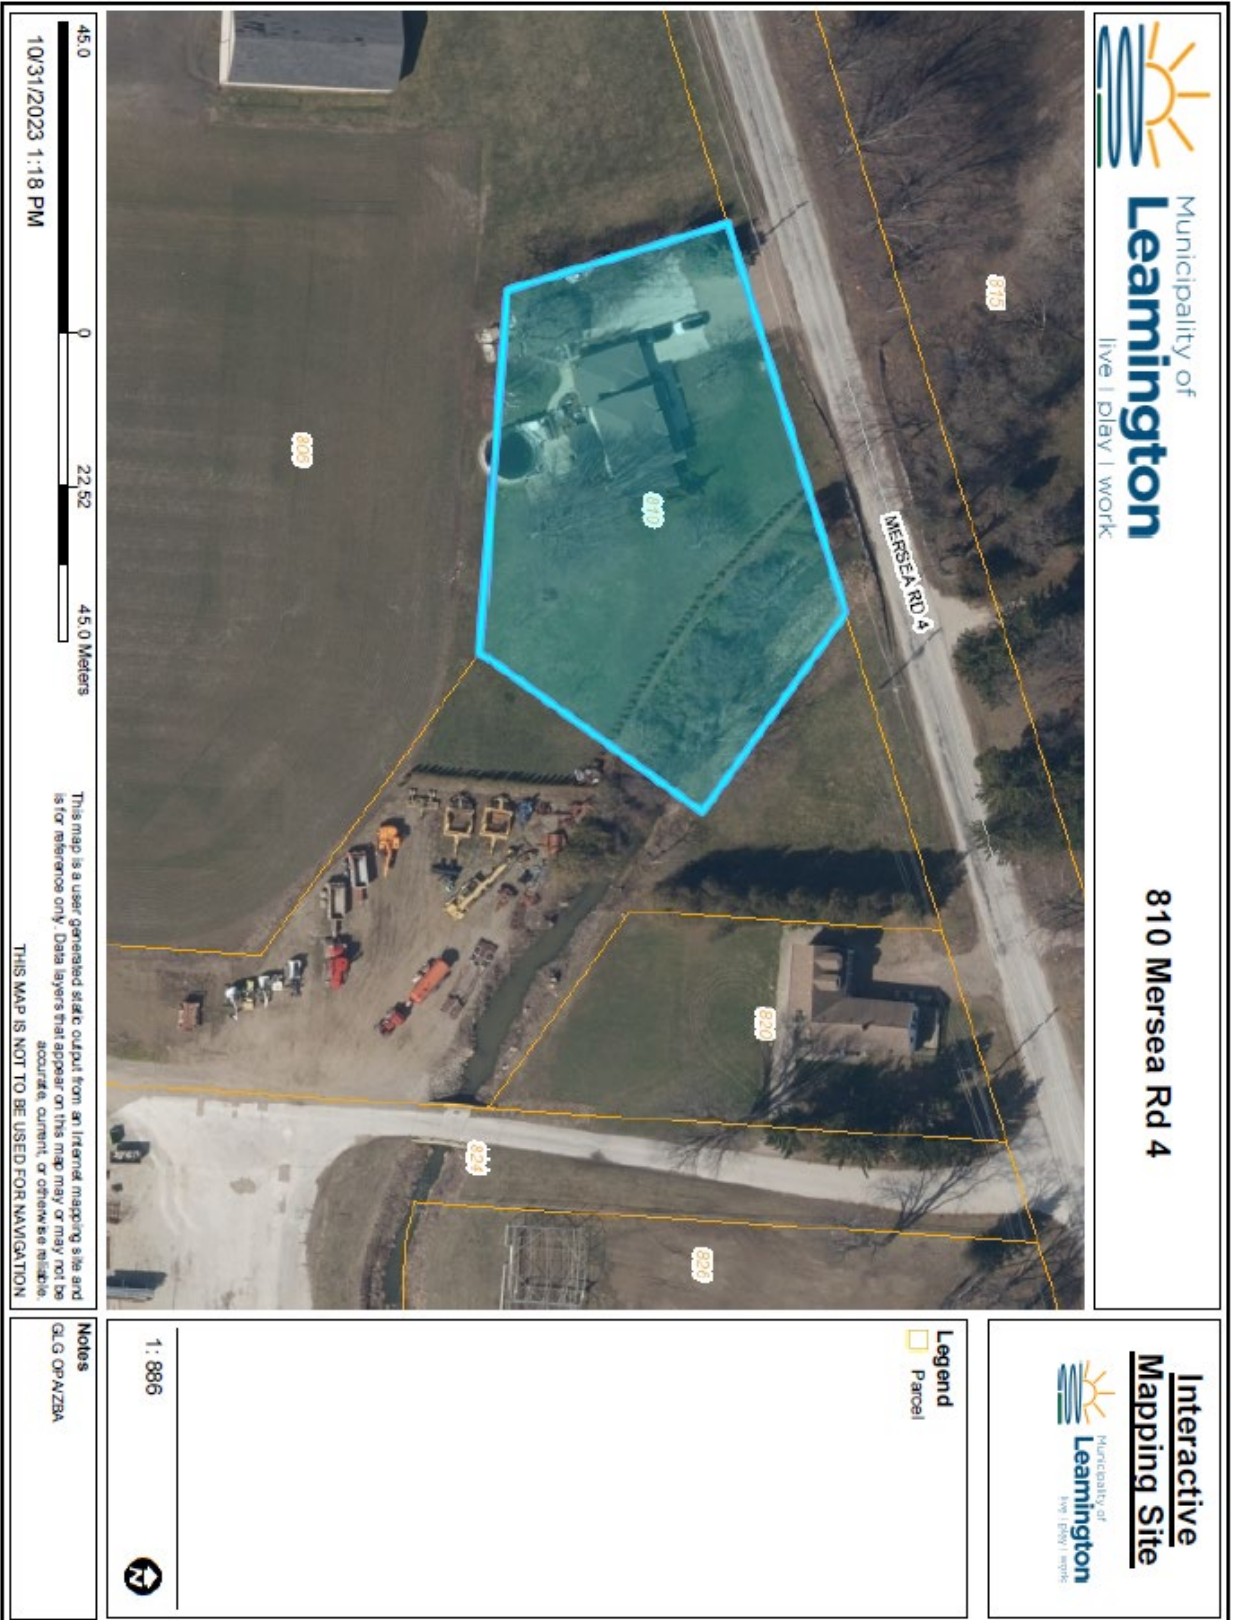 Municipality of
Leamington
live | play | work
810 Mersea Rd 4
Interactive
Mapping Site
Municipality of
Leamington
live | play | work
815
MERSEA RD 4
810
806
820
824
826
Legend
Parcel
1: 886
N
45.0
0
22.52
45.0 Meters
10/31/2023 1:18 PM
This map is a user generated static output from an Internet mapping site and
is for reference only. Data layers that appear on this map may or may not be
accurate, current, or otherwise reliable.
THIS MAP IS NOT TO BE USED FOR NAVIGATION
Notes
GLG OPA/ZBA